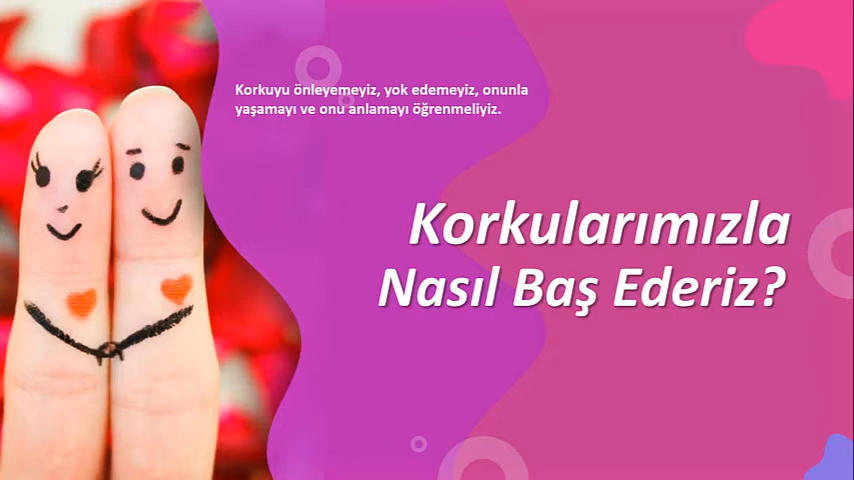 Korkuyu önleyemeyiz, yok edemeyiz, onunla
yaşamayı ve onu anlamayı öğrenmeliyiz.
Korkularımızla
Nasıl Baş Ederiz?